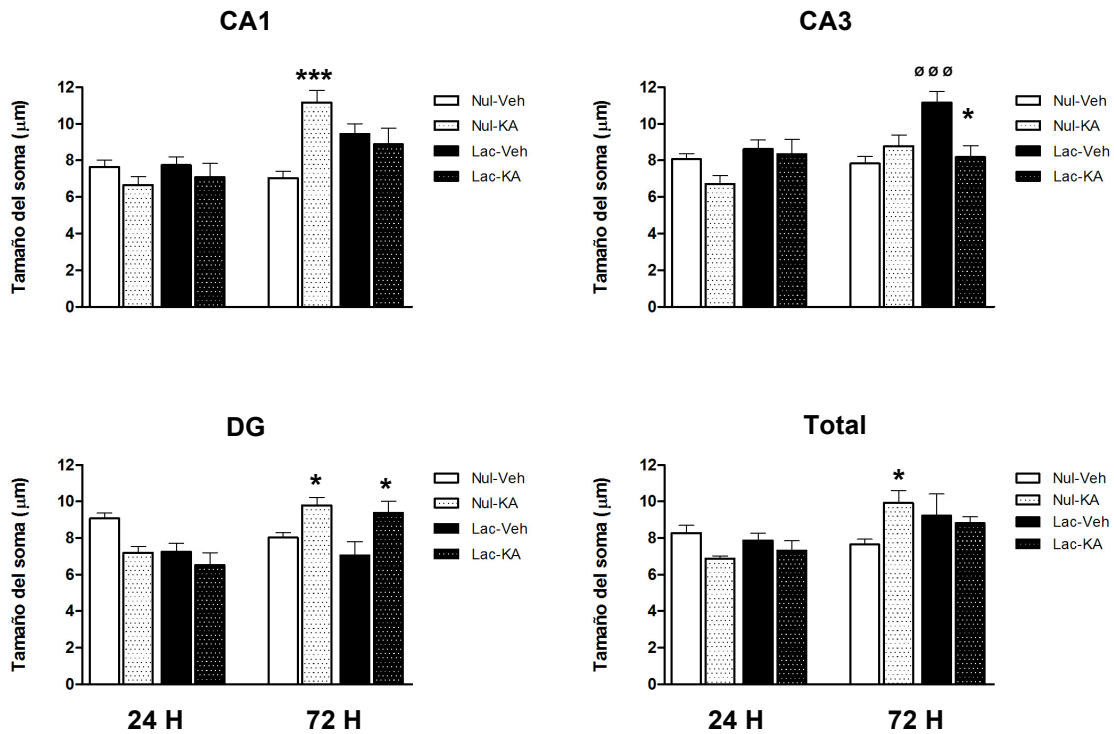 CA1
Tamaño del soma (μm)
12
10
8
6
4
2
0
***
Nul-Veh
Nul-KA
Lac-Veh
Lac-KA
CA3
Tamaño del soma (μm)
12
10
8
6
4
2
0
øøø
*
Nul-Veh
Nul-KA
Lac-Veh
Lac-KA
DG
Tamaño del soma (μm)
12
10
8
6
4
2
0
* *
Nul-Veh
Nul-KA
Lac-Veh
Lac-KA
24 H 72 H
Total
Tamaño del soma (μm)
12
10
8
6
4
2
0
*
Nul-Veh
Nul-KA
Lac-Veh
Lac-KA
24 H 72 H